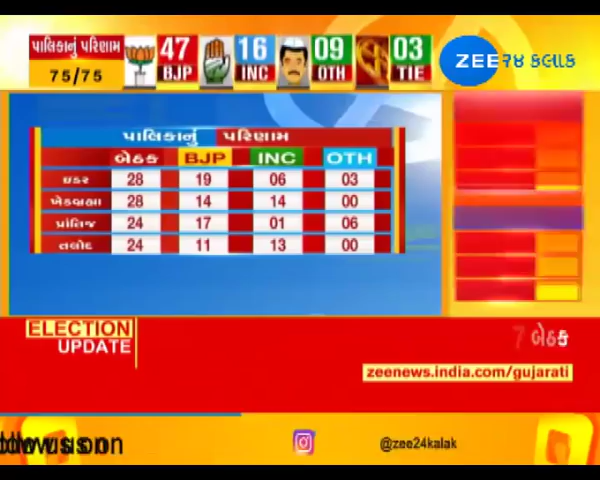 પાલિકાનું પરિણામ
75/75
47 BJP
16 INC
09 OTH
03 TIE
ZEE ૨૪ કલાક
પાલિકાનું પરિણામ
બેઠક BJP INC OTH
ઇડર 28 19 06 03
ખેડબ્રહ્મા 28 14 14 00
પ્રાંતિજ 24 17 01 06
તલોદ 24 11 13 00
ELECTION
UPDATE
7 બેઠક
zeenews.india.com/gujarati
us on
@zee24kalak